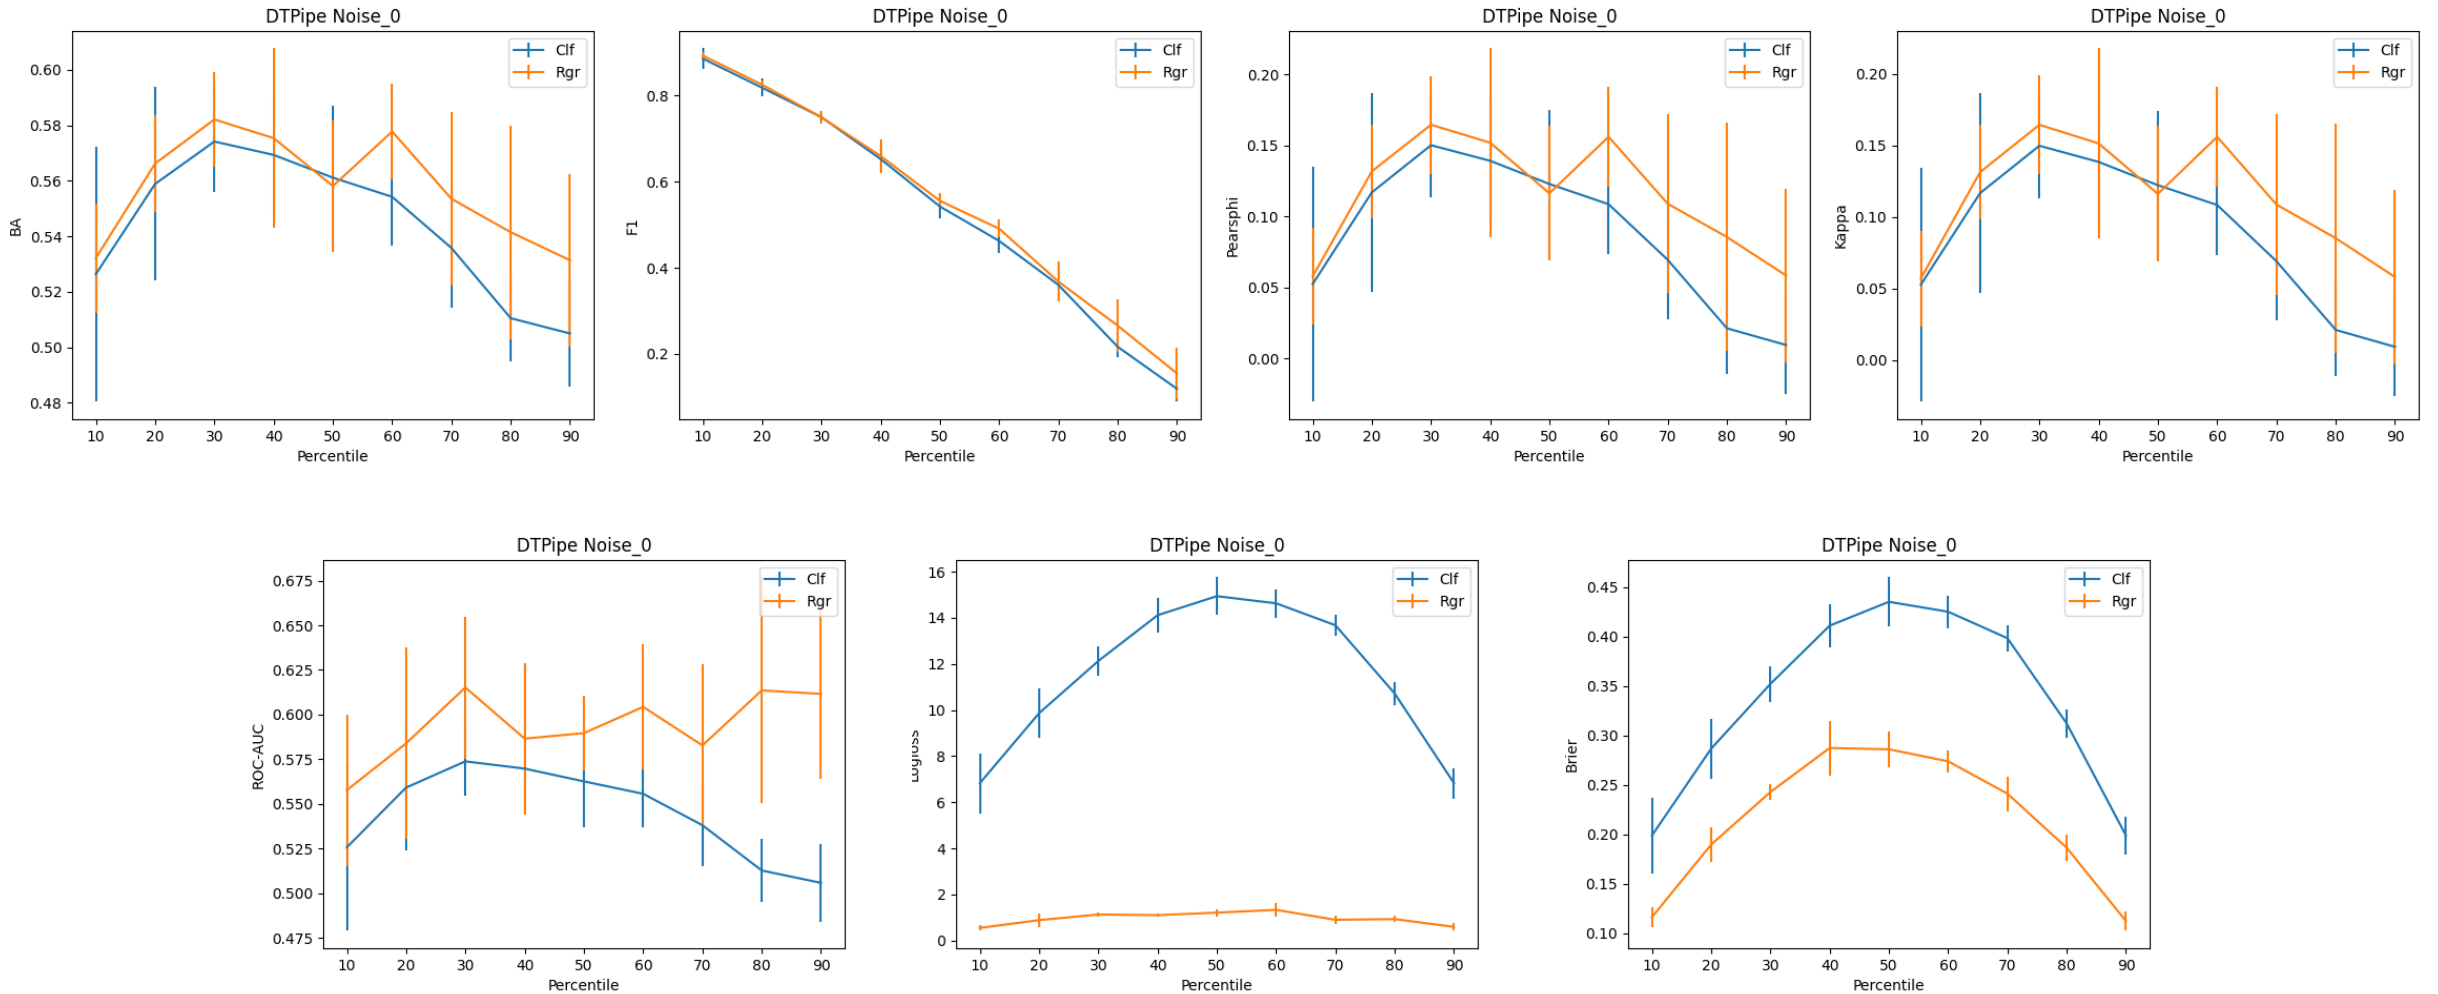 DTPipe Noise_0
BA
0.60
0.58
0.56
0.54
0.52
0.50
0.48
10 20 30 40 50 60 70 80 90
Percentile
Clf
Rgr
DTPipe Noise_0
F1
0.8
0.6
0.4
0.2
10 20 30 40 50 60 70 80 90
Percentile
Clf
Rgr
DTPipe Noise_0
Pearsphi
0.20
0.15
0.10
0.05
0.00
10 20 30 40 50 60 70 80 90
Percentile
Clf
Rgr
DTPipe Noise_0
Kappa
0.20
0.15
0.10
0.05
0.00
10 20 30 40 50 60 70 80 90
Percentile
Clf
Rgr
DTPipe Noise_0
ROC-AUC
0.675
0.650
0.625
0.600
0.575
0.550
0.525
0.500
0.475
10 20 30 40 50 60 70 80 90
Percentile
Clf
Rgr
DTPipe Noise_0
Logloss
16
14
12
10
8
6
4
2
0
10 20 30 40 50 60 70 80 90
Percentile
Clf
Rgr
DTPipe Noise_0
Brier
0.45
0.40
0.35
0.30
0.25
0.20
0.15
0.10
10 20 30 40 50 60 70 80 90
Percentile
Clf
Rgr